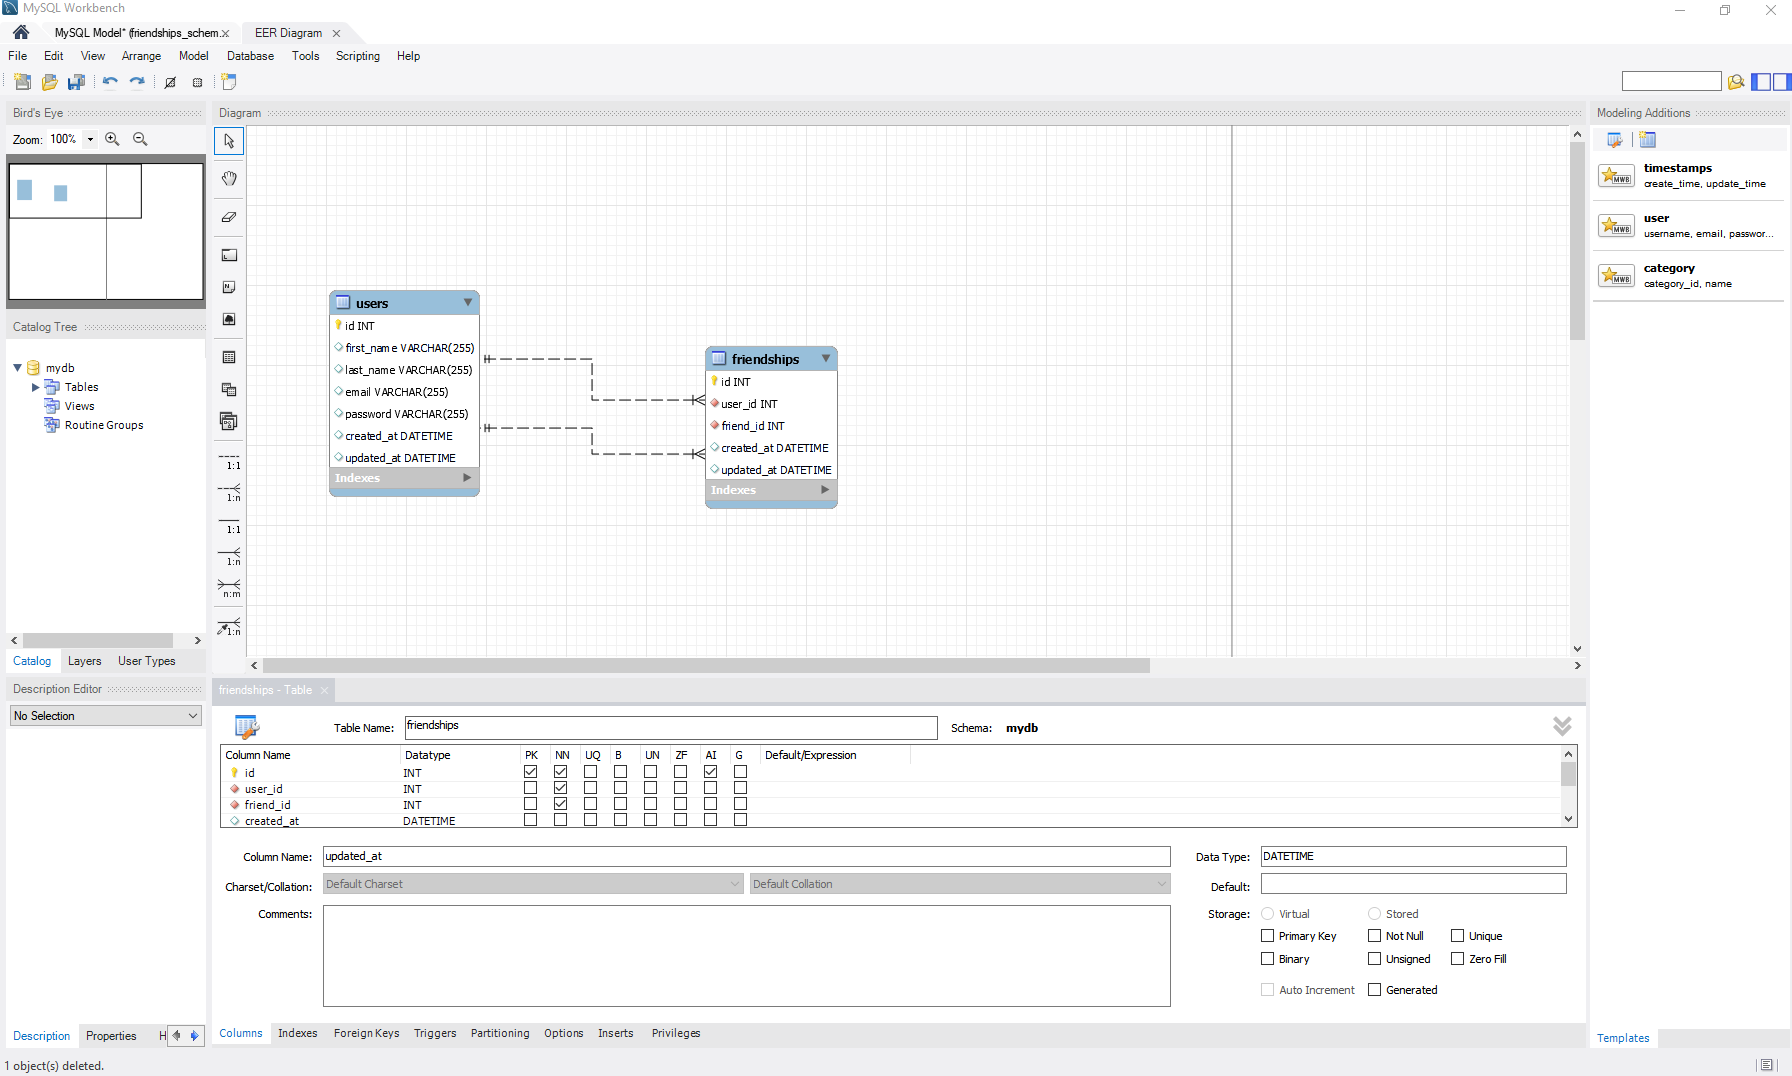 MySQL Workbench
MySQL Model* (friendships_schem. x
EER Diagram x
File Edit View Arrange Model Database Tools Scripting Help
Bird's Eye
Zoom: 100%
Catalog Tree
mydb
Tables
Views
Routine Groups
Catalog Layers User Types
Description Editor
No Selection
Description Properties H
1 object(s) deleted.
Diagram
1:1
1:n
1:1
1:n
n:m
1:n
users
id INT
first_name VARCHAR(255)
last_name VARCHAR(255)
email VARCHAR(255)
password VARCHAR(255)
created_at DATETIME
updated_at DATETIME
Indexes
friendships
id INT
user_id INT
friend_id INT
created_at DATETIME
updated_at DATETIME
Indexes
friendships - Table
Table Name: friendships Schema: mydb
Column Name Datatype PK NN UQ B UN ZF AI G Default/Expression
id INT
user_id INT
friend_id INT
created_at DATETIME
Column Name: updated_at
Data Type: DATETIME
Charset/Collation: Default Charset Default Collation
Default:
Comments:
Storage: Virtual Stored
Primary Key Not Null Unique
Binary Unsigned Zero Fill
Auto Increment Generated
Columns Indexes Foreign Keys Triggers Partitioning Options Inserts Privileges
Modeling Additions
MWB
timestamps
create_time, update_time
MWB
user
username, email, passwor...
MWB
category
category_id, name
Templates